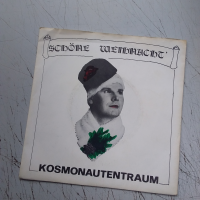 SCHÖNE WEIHNACHT'
KOSMONAUTENTRAUM